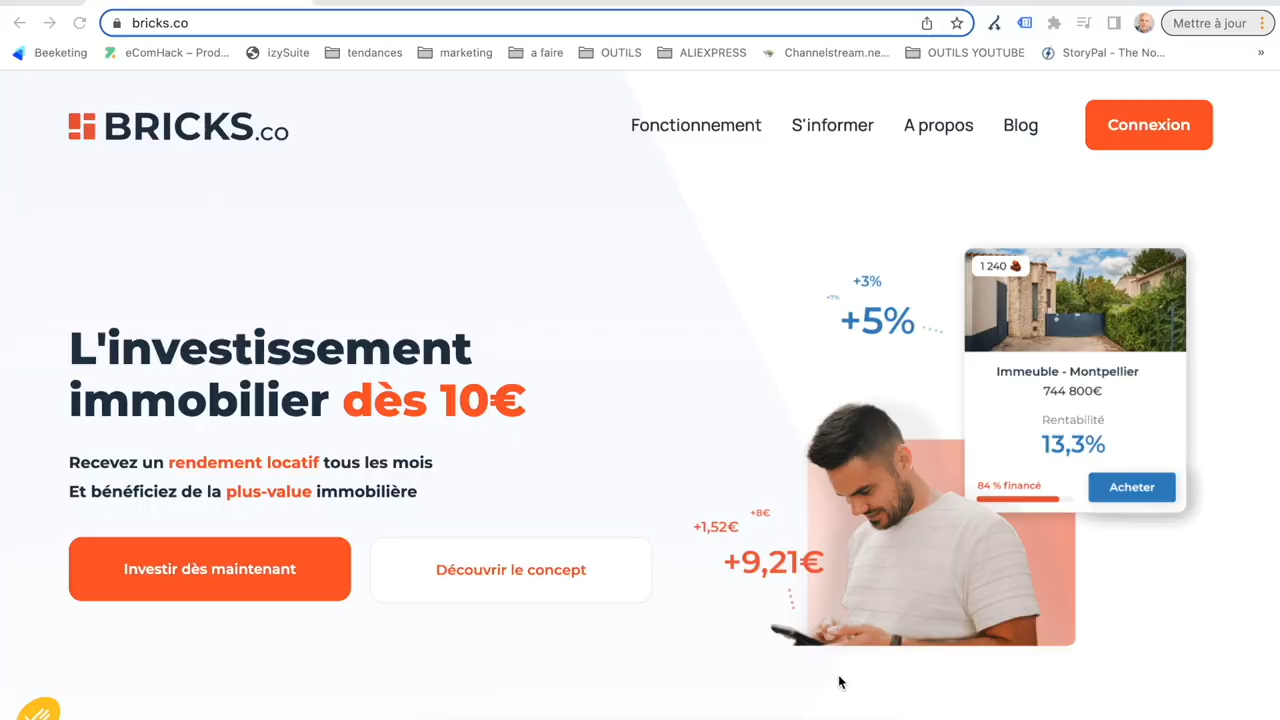 bricks.co
Mettre à jour
Beeketing
eComHack – Prod...
izySuite
tendances
marketing
a faire
OUTILS
ALIEXPRESS
Channelstream.ne...
OUTILS YOUTUBE
StoryPal - The No...
»
BRICKS.co
Fonctionnement
S'informer
A propos
Blog
Connexion
1 240
+3%
+7%
+5%
Immeuble - Montpellier
744 800€
Rentabilité
13,3%
84 % financé
Acheter
L'investissement
immobilier dès 10€
Recevez un rendement locatif tous les mois
Et bénéficiez de la plus-value immobilière
+8€
+1,52€
+9,21€
Investir dès maintenant
Découvrir le concept